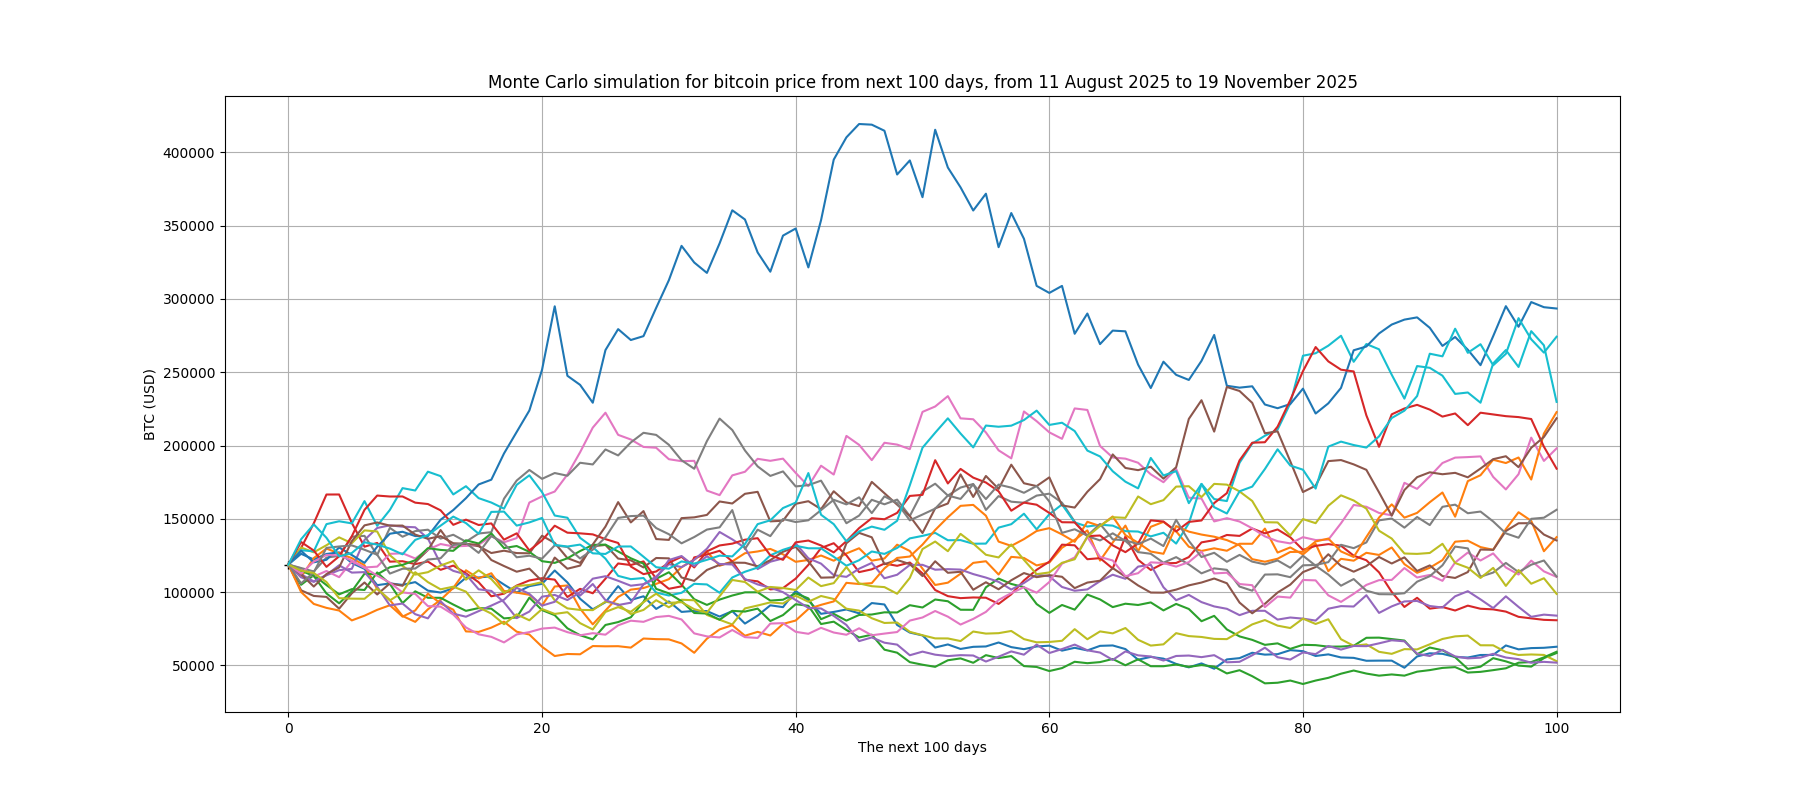 Monte Carlo simulation for bitcoin price from next 100 days, from 11 August 2025 to 19 November 2025
BTC (USD)
400000
350000
300000
250000
200000
150000
100000
50000
0 20 40 60 80 100
The next 100 days